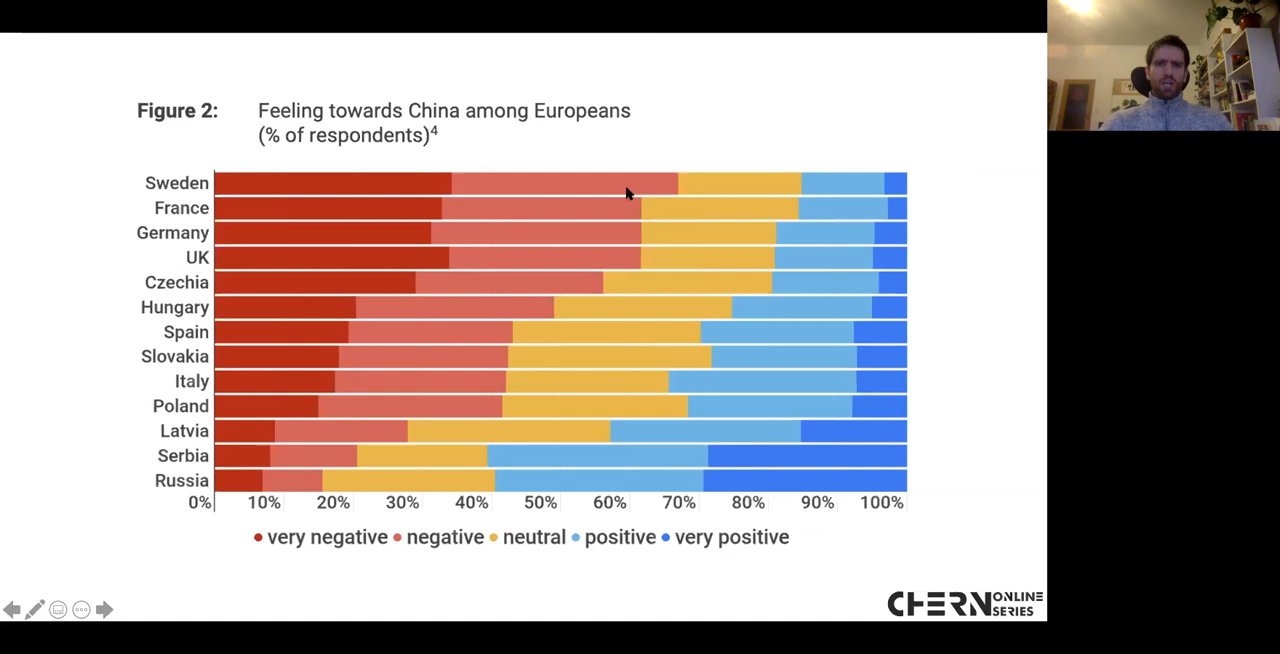 Figure 2: Feeling towards China among Europeans
(% of respondents)4
Sweden
France
Germany
UK
Czechia
Hungary
Spain
Slovakia
Italy
Poland
Latvia
Serbia
Russia
0% 10% 20% 30% 40% 50% 60% 70% 80% 90% 100%
very negative negative neutral positive very positive
CHERN ONLINE
SERIES